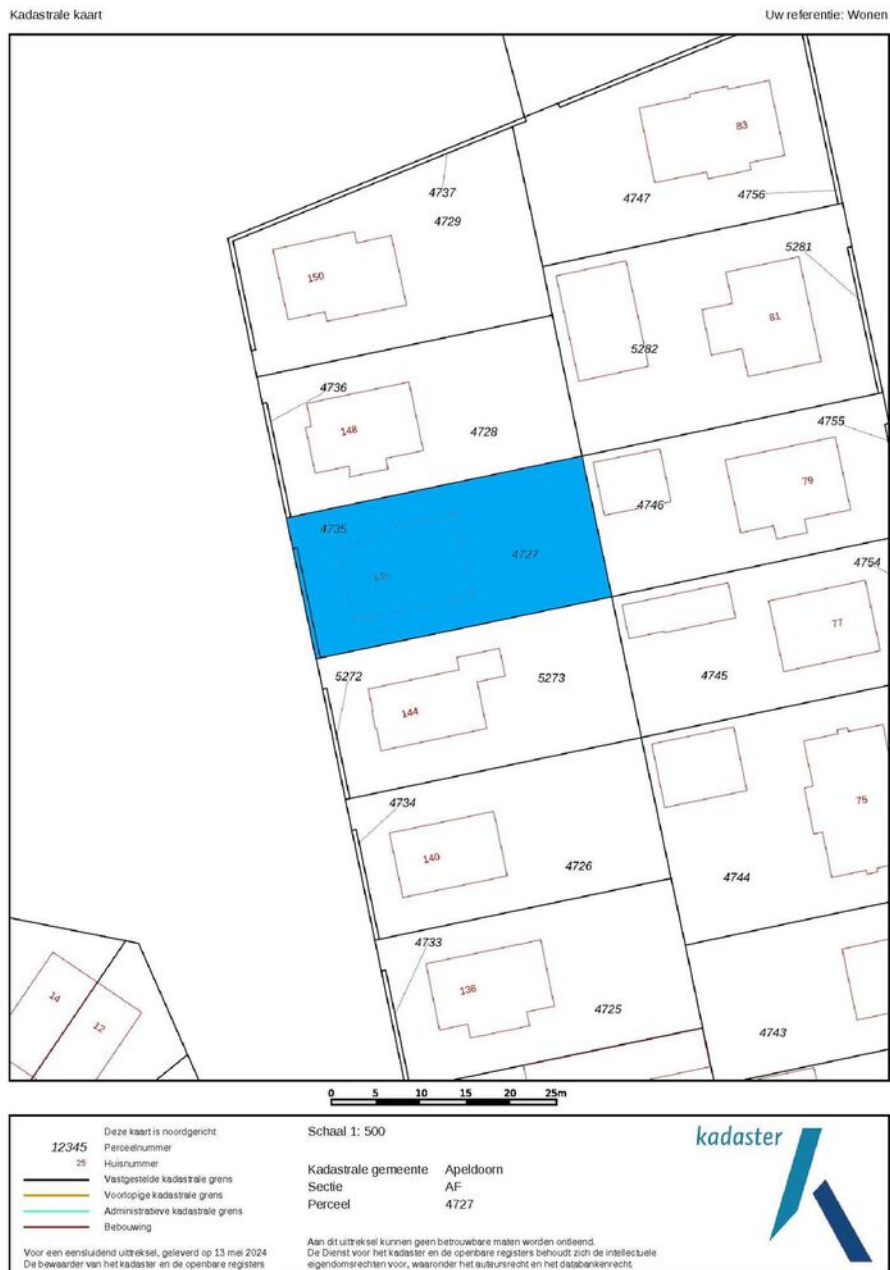 Kadastrale kaart
Uw referentie: Wonen
83
4737
4747
4756
4729
5281
150
81
5282
4736
4755
148
4728
79
4746
4735
4727
4754
77
5272
5273
4745
144
4734
75
140
4726
4744
4733
136
14
4725
12
4743
0 5 10 15 20 25m
Deze kaart is noordgericht
12345 Perceelnummer
25 Huisnummer
Vastgestelde kadastrale grens
Voorlopige kadastrale grens
Administratieve kadastrale grens
Bebouwing
Voor een eensluidend uittreksel, geleverd op 13 mei 2024
De bewaarder van het kadaster en de openbare registers
Schaal 1: 500
Kadastrale gemeente Apeldoorn
Sectie AF
Perceel 4727
Aan dit uittreksel kunnen geen betrouwbare maten worden ontleend.
De Dienst voor het kadaster en de openbare registers behoudt zich de intellectuele
eigendomsrechten voor, waaronder het auteursrecht en het databankenrecht.
kadaster